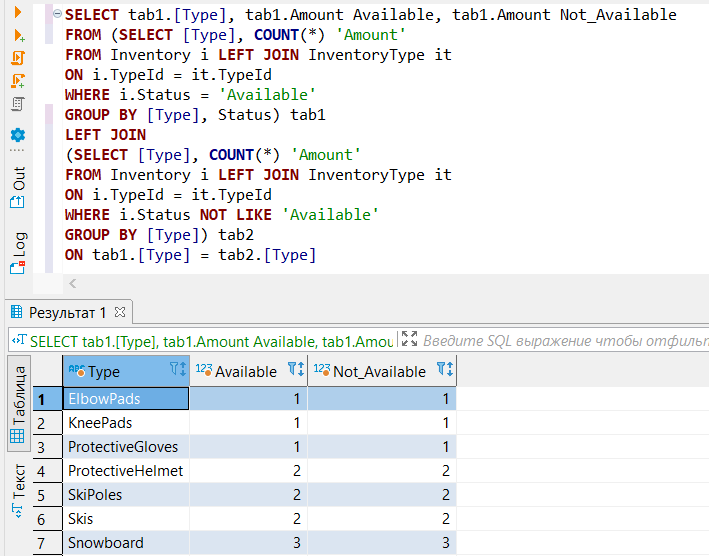 SELECT tab1.[Type], tab1.Amount Available, tab1.Amount Not_Available
FROM (SELECT [Type], COUNT(*) 'Amount'
FROM Inventory i LEFT JOIN InventoryType it
ON i.TypeId = it.TypeId
WHERE i.Status = 'Available'
GROUP BY [Type], Status) tab1
LEFT JOIN
(SELECT [Type], COUNT(*) 'Amount'
FROM Inventory i LEFT JOIN InventoryType it
ON i.TypeId = it.TypeId
WHERE i.Status NOT LIKE 'Available'
GROUP BY [Type]) tab2
ON tab1.[Type] = tab2.[Type]
Out
Log
Результат 1
SELECT tab1.[Type], tab1.Amount Available, tab1.Amou
Введите SQL выражение чтобы отфильт
Таблица
Текст
ABC Type 123 Available 123 Not_Available
1 ElbowPads 1 1
2 KneePads 1 1
3 ProtectiveGloves 1 1
4 ProtectiveHelmet 2 2
5 SkiPoles 2 2
6 Skis 2 2
7 Snowboard 3 3